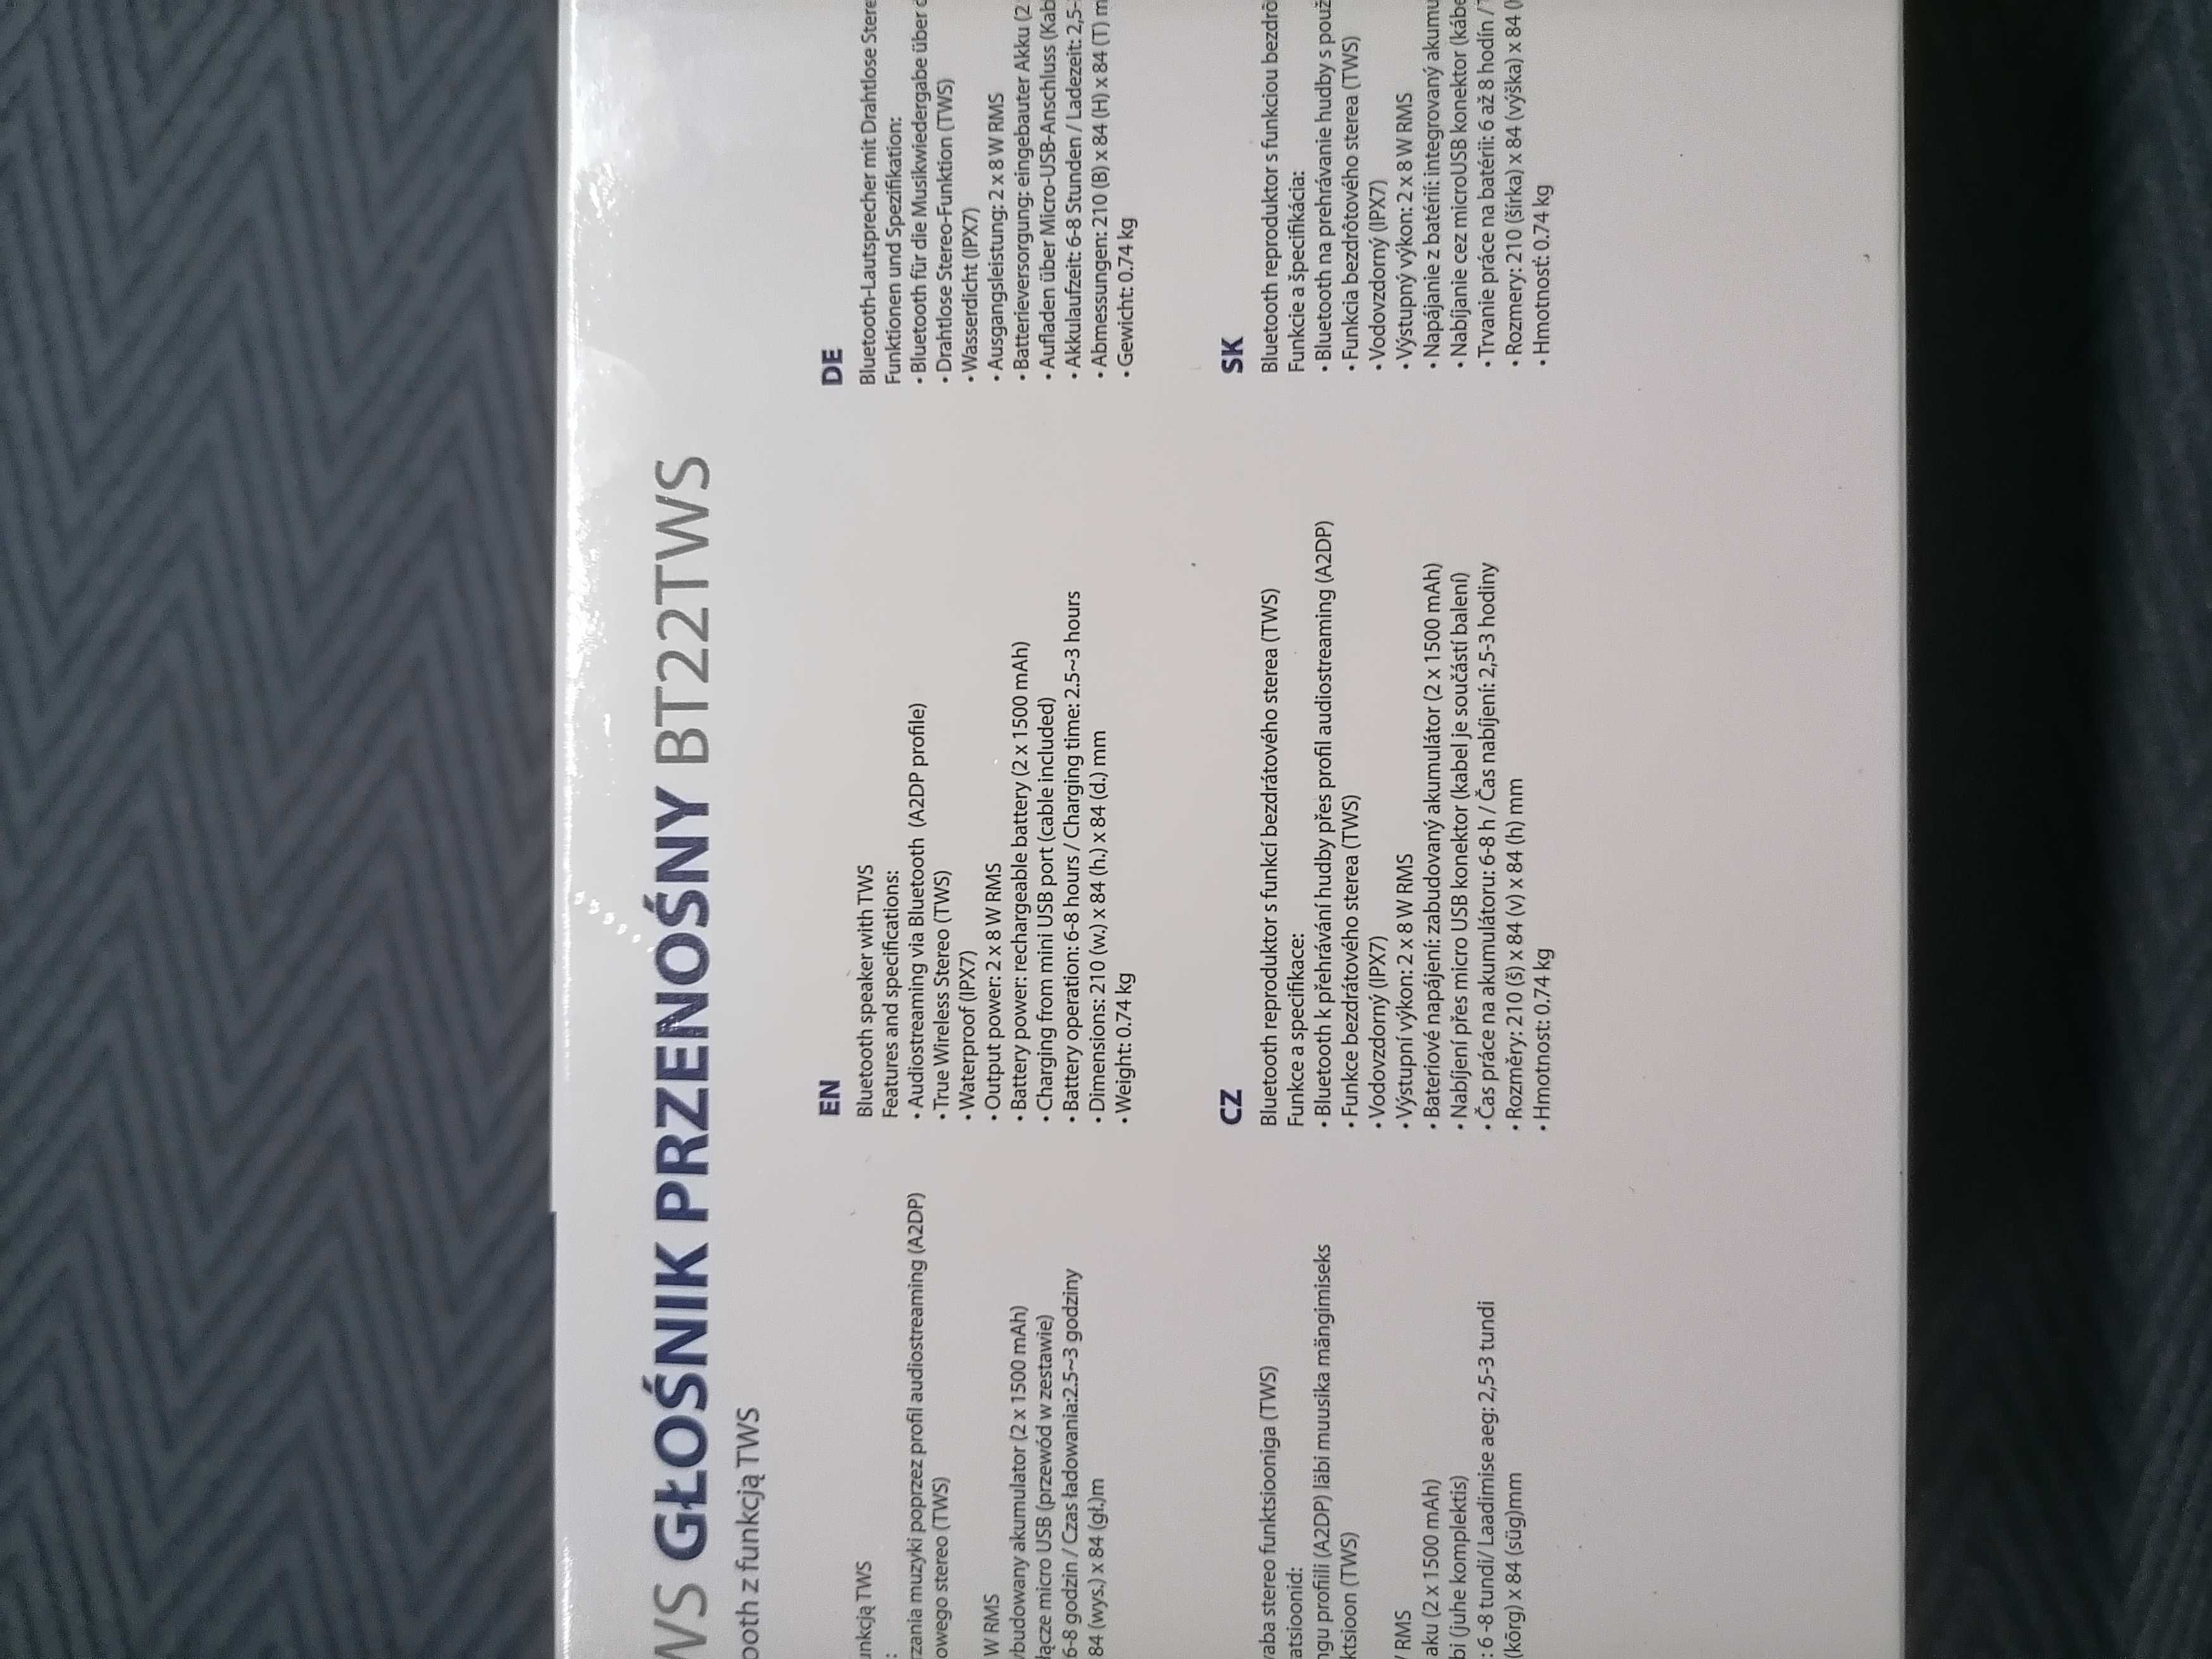 WS GŁOŚNIK PRZENOŚNY BT22TWS
ooth z funkcją TWS
unkcją TWS
:
rzania muzyki poprzez profil audiostreaming (A2DP)
owego stereo (TWS)
W RMS
budowany akumulator (2 x 1500 mAh)
łącze micro USB (przewód w zestawie)
6-8 godzin / Czas ładowania:2.5~3 godziny
84 (wys.) x 84 (gł.)m
EN
Bluetooth speaker with TWS
Features and specifications:
• Audiostreaming via Bluetooth (A2DP profile)
• True Wireless Stereo (TWS)
• Waterproof (IPX7)
• Output power: 2 x 8 W RMS
• Battery power: rechargeable battery (2 x 1500 mAh)
• Charging from mini USB port (cable included)
• Battery operation: 6-8 hours / Charging time: 2.5~3 hours
• Dimensions: 210 (w.) x 84 (h.) x 84 (d.) mm
• Weight: 0.74 kg
DE
Bluetooth-Lautsprecher mit Drahtlose Stere
Funktionen und Spezifikation:
• Bluetooth für die Musikwiedergabe über
• Drahtlose Stereo-Funktion (TWS)
• Wasserdicht (IPX7)
• Ausgangsleistung: 2 x 8 W RMS
• Batterieversorgung: eingebauter Akku (2
• Aufladen über Micro-USB-Anschluss (Kab
• Akkulaufzeit: 6-8 Stunden / Ladezeit: 2,5-
• Abmessungen: 210 (B) x 84 (H) x 84 (T) m
• Gewicht: 0.74 kg
raba stereo funktsiooniga (TWS)
atsioonid:
ngu profiili (A2DP) läbi muusika mängimiseks
ktsioon (TWS)
/ RMS
aku (2 x 1500 mAh)
bi (juhe komplektis)
: 6 -8 tundi/ Laadimise aeg: 2,5-3 tundi
(kõrg) x 84 (süg)mm
CZ
Bluetooth reproduktor s funkcí bezdrátového sterea (TWS)
Funkce a specifikace:
• Bluetooth k přehrávání hudby přes profil audiostreaming (A2DP)
• Funkce bezdrátového sterea (TWS)
• Vodovzdorný (IPX7)
• Výstupní výkon: 2 x 8 W RMS
• Bateriové napájení: zabudovaný akumulátor (2 x 1500 mAh)
• Nabíjení přes micro USB konektor (kabel je součástí balení)
• Čas práce na akumulátoru: 6-8 h / Čas nabíjení: 2,5-3 hodiny
• Rozměry: 210 (š) x 84 (v) x 84 (h) mm
• Hmotnost: 0.74 kg
SK
Bluetooth reproduktor s funkciou bezdrô
Funkcie a špecifikácia:
• Bluetooth na prehrávanie hudby s použ
• Funkcia bezdrôtového sterea (TWS)
• Vodovzdorný (IPX7)
• Výstupný výkon: 2 x 8 W RMS
• Napájanie z batérií: integrovaný akumu
• Nabíjanie cez microUSB konektor (kábe
• Trvanie práce na batérii: 6 až 8 hodín /
• Rozmery: 210 (šírka) x 84 (výška) x 84 (
• Hmotnosť: 0.74 kg